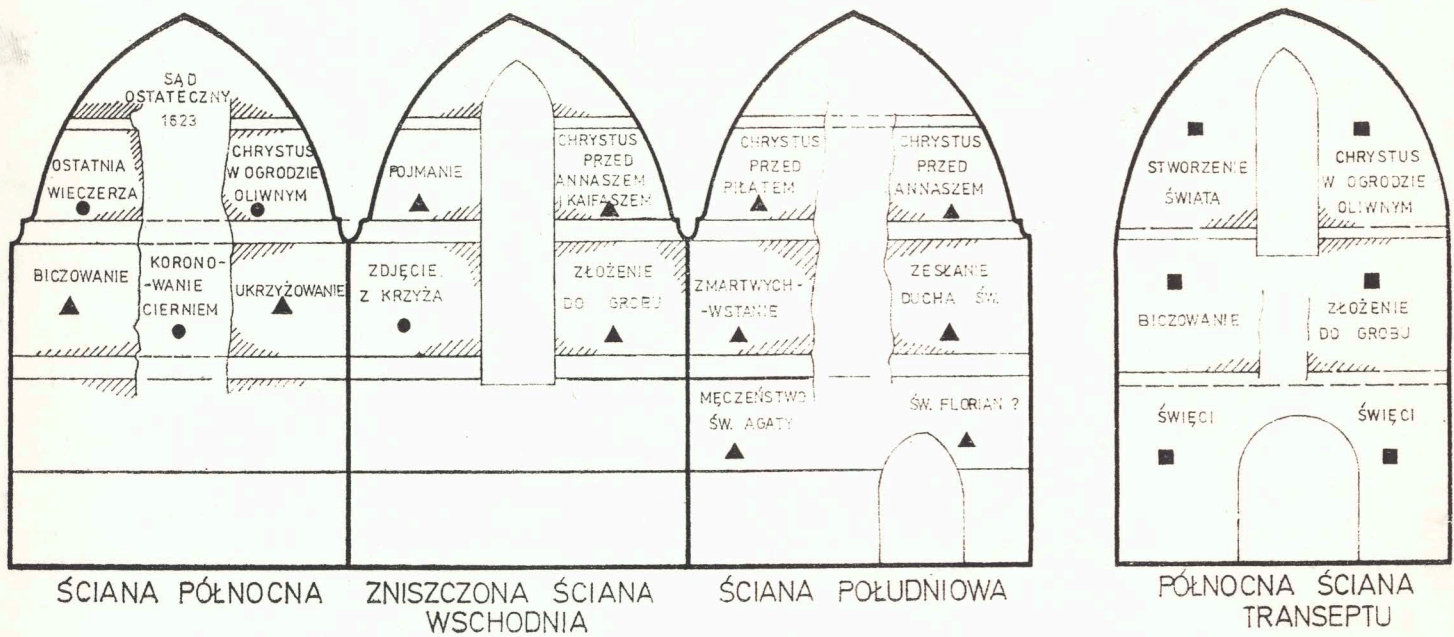 SĄD
OSTATECZNY
1623
OSTATNIA
WIECZERZA
CHRYSTUS
W OGRODZIE
OLIWNYM
BICZOWANIE
KORONO-
-WANIE
CIERNIEM
UKRZYŻOWANIE
ŚCIANA PÓŁNOCNA
POJMANIE
CHRYSTUS
PRZED
ANNASZEM
I KAIFASZEM
ZDJĘCIE
Z KRZYŻA
ZŁOŻENIE
DO GROBU
ZNISZCZONA ŚCIANA
WSCHODNIA
CHRYSTUS
PRZED
PIŁATEM
CHRYSTUS
PRZED
ANNASZEM
ZMARTWYCH-
-WSTANIE
ZESŁANIE
DUCHA ŚW.
MĘCZEŃSTWO
ŚW. AGATY
ŚW. FLORIAN ?
ŚCIANA POŁUDNIOWA
STWORZENIE
ŚWIATA
CHRYSTUS
W OGRODZIE
OLIWNYM
BICZOWANIE
ZŁOŻENIE
DO GROBU
ŚWIĘCI
ŚWIĘCI
PÓŁNOCNA ŚCIANA
TRANSEPTU